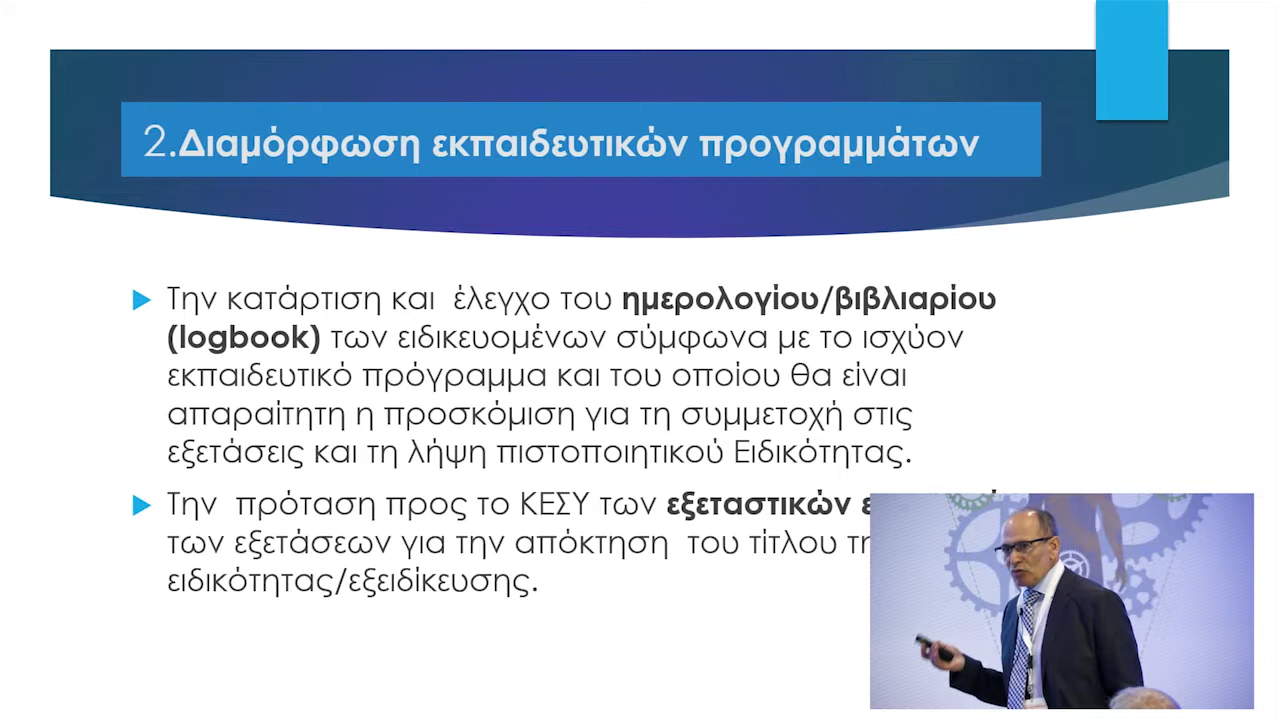 2.Διαμόρφωση εκπαιδευτικών προγραμμάτων
Την κατάρτιση και έλεγχο του ημερολογίου/βιβλιαρίου
(logbook) των ειδικευομένων σύμφωνα με το ισχύον
εκπαιδευτικό πρόγραμμα και του οποίου θα είναι
απαραίτητη η προσκόμιση για τη συμμετοχή στις
εξετάσεις και τη λήψη πιστοποιητικού Ειδικότητας.
Την πρόταση προς το ΚΕΣΥ των εξεταστικών
των εξετάσεων για την απόκτηση του τίτλου
ειδικότητας/εξειδίκευσης.